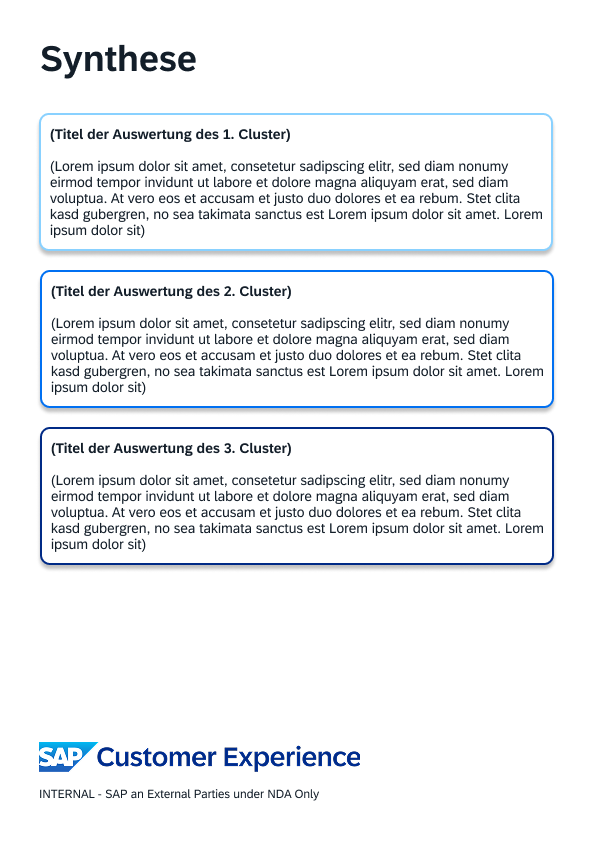 Synthese
(Titel der Auswertung des 1. Cluster)
(Lorem ipsum dolor sit amet, consetetur sadipscing elitr, sed diam nonumy
eirmod tempor invidunt ut labore et dolore magna aliquyam erat, sed diam
voluptua. At vero eos et accusam et justo duo dolores et ea rebum. Stet clita
kasd gubergren, no sea takimata sanctus est Lorem ipsum dolor sit amet. Lorem
ipsum dolor sit)
(Titel der Auswertung des 2. Cluster)
(Lorem ipsum dolor sit amet, consetetur sadipscing elitr, sed diam nonumy
eirmod tempor invidunt ut labore et dolore magna aliquyam erat, sed diam
voluptua. At vero eos et accusam et justo duo dolores et ea rebum. Stet clita
kasd gubergren, no sea takimata sanctus est Lorem ipsum dolor sit amet. Lorem
ipsum dolor sit)
(Titel der Auswertung des 3. Cluster)
(Lorem ipsum dolor sit amet, consetetur sadipscing elitr, sed diam nonumy
eirmod tempor invidunt ut labore et dolore magna aliquyam erat, sed diam
voluptua. At vero eos et accusam et justo duo dolores et ea rebum. Stet clita
kasd gubergren, no sea takimata sanctus est Lorem ipsum dolor sit amet. Lorem
ipsum dolor sit)
SAP Customer Experience
INTERNAL - SAP an External Parties under NDA Only